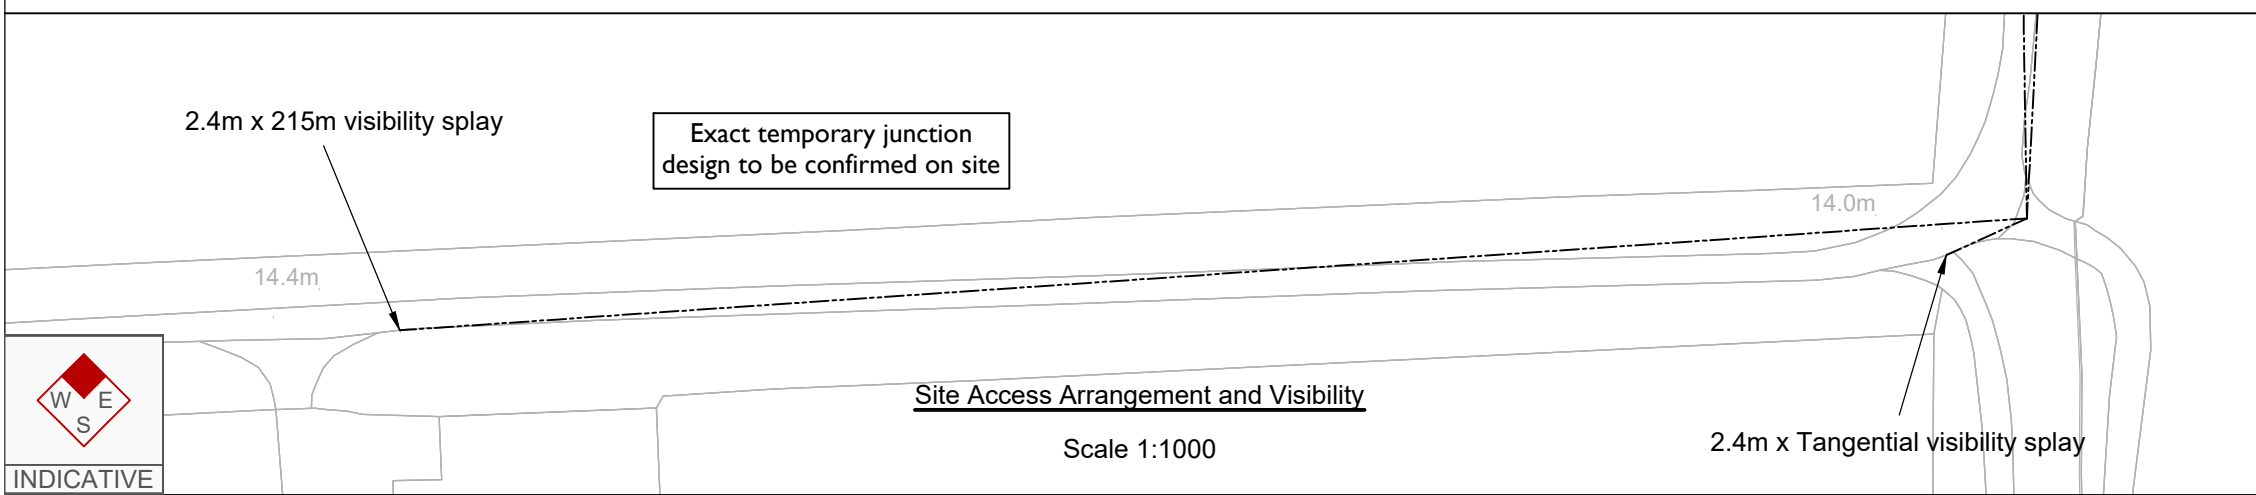 2.4m x 215m visibility splay
Exact temporary junction
design to be confirmed on site
14.0m
14.4m
W E
S
INDICATIVE
Site Access Arrangement and Visibility
Scale 1:1000
2.4m x Tangential visibility splay